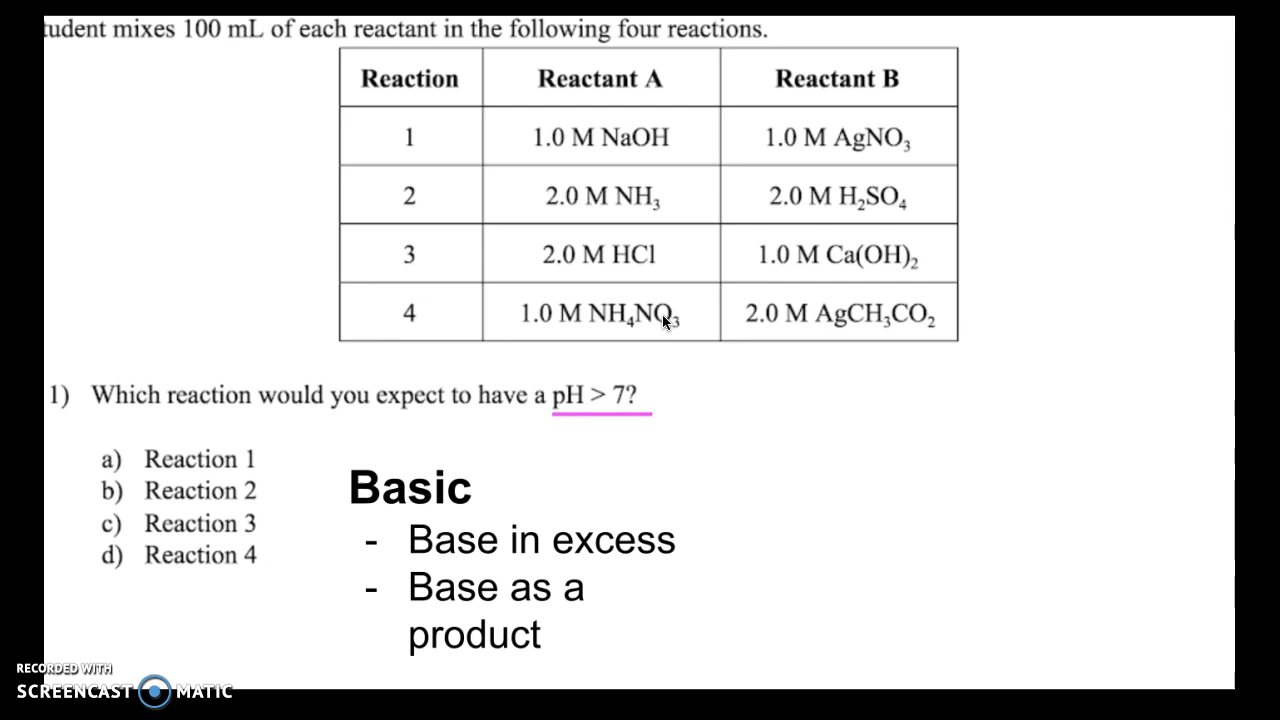 tudent mixes 100 mL of each reactant in the following four reactions.
Reaction Reactant A Reactant B
1 1.0 M NaOH 1.0 M AgNO₃
2 2.0 M NH₃ 2.0 M H₂SO₄
3 2.0 M HCl 1.0 M Ca(OH)₂
4 1.0 M NH₄NO₃ 2.0 M AgCH₃CO₂
1) Which reaction would you expect to have a pH > 7?
a) Reaction 1
b) Reaction 2
c) Reaction 3
d) Reaction 4
Basic
- Base in excess
- Base as a
product
RECORDED WITH
SCREENCAST MATIC